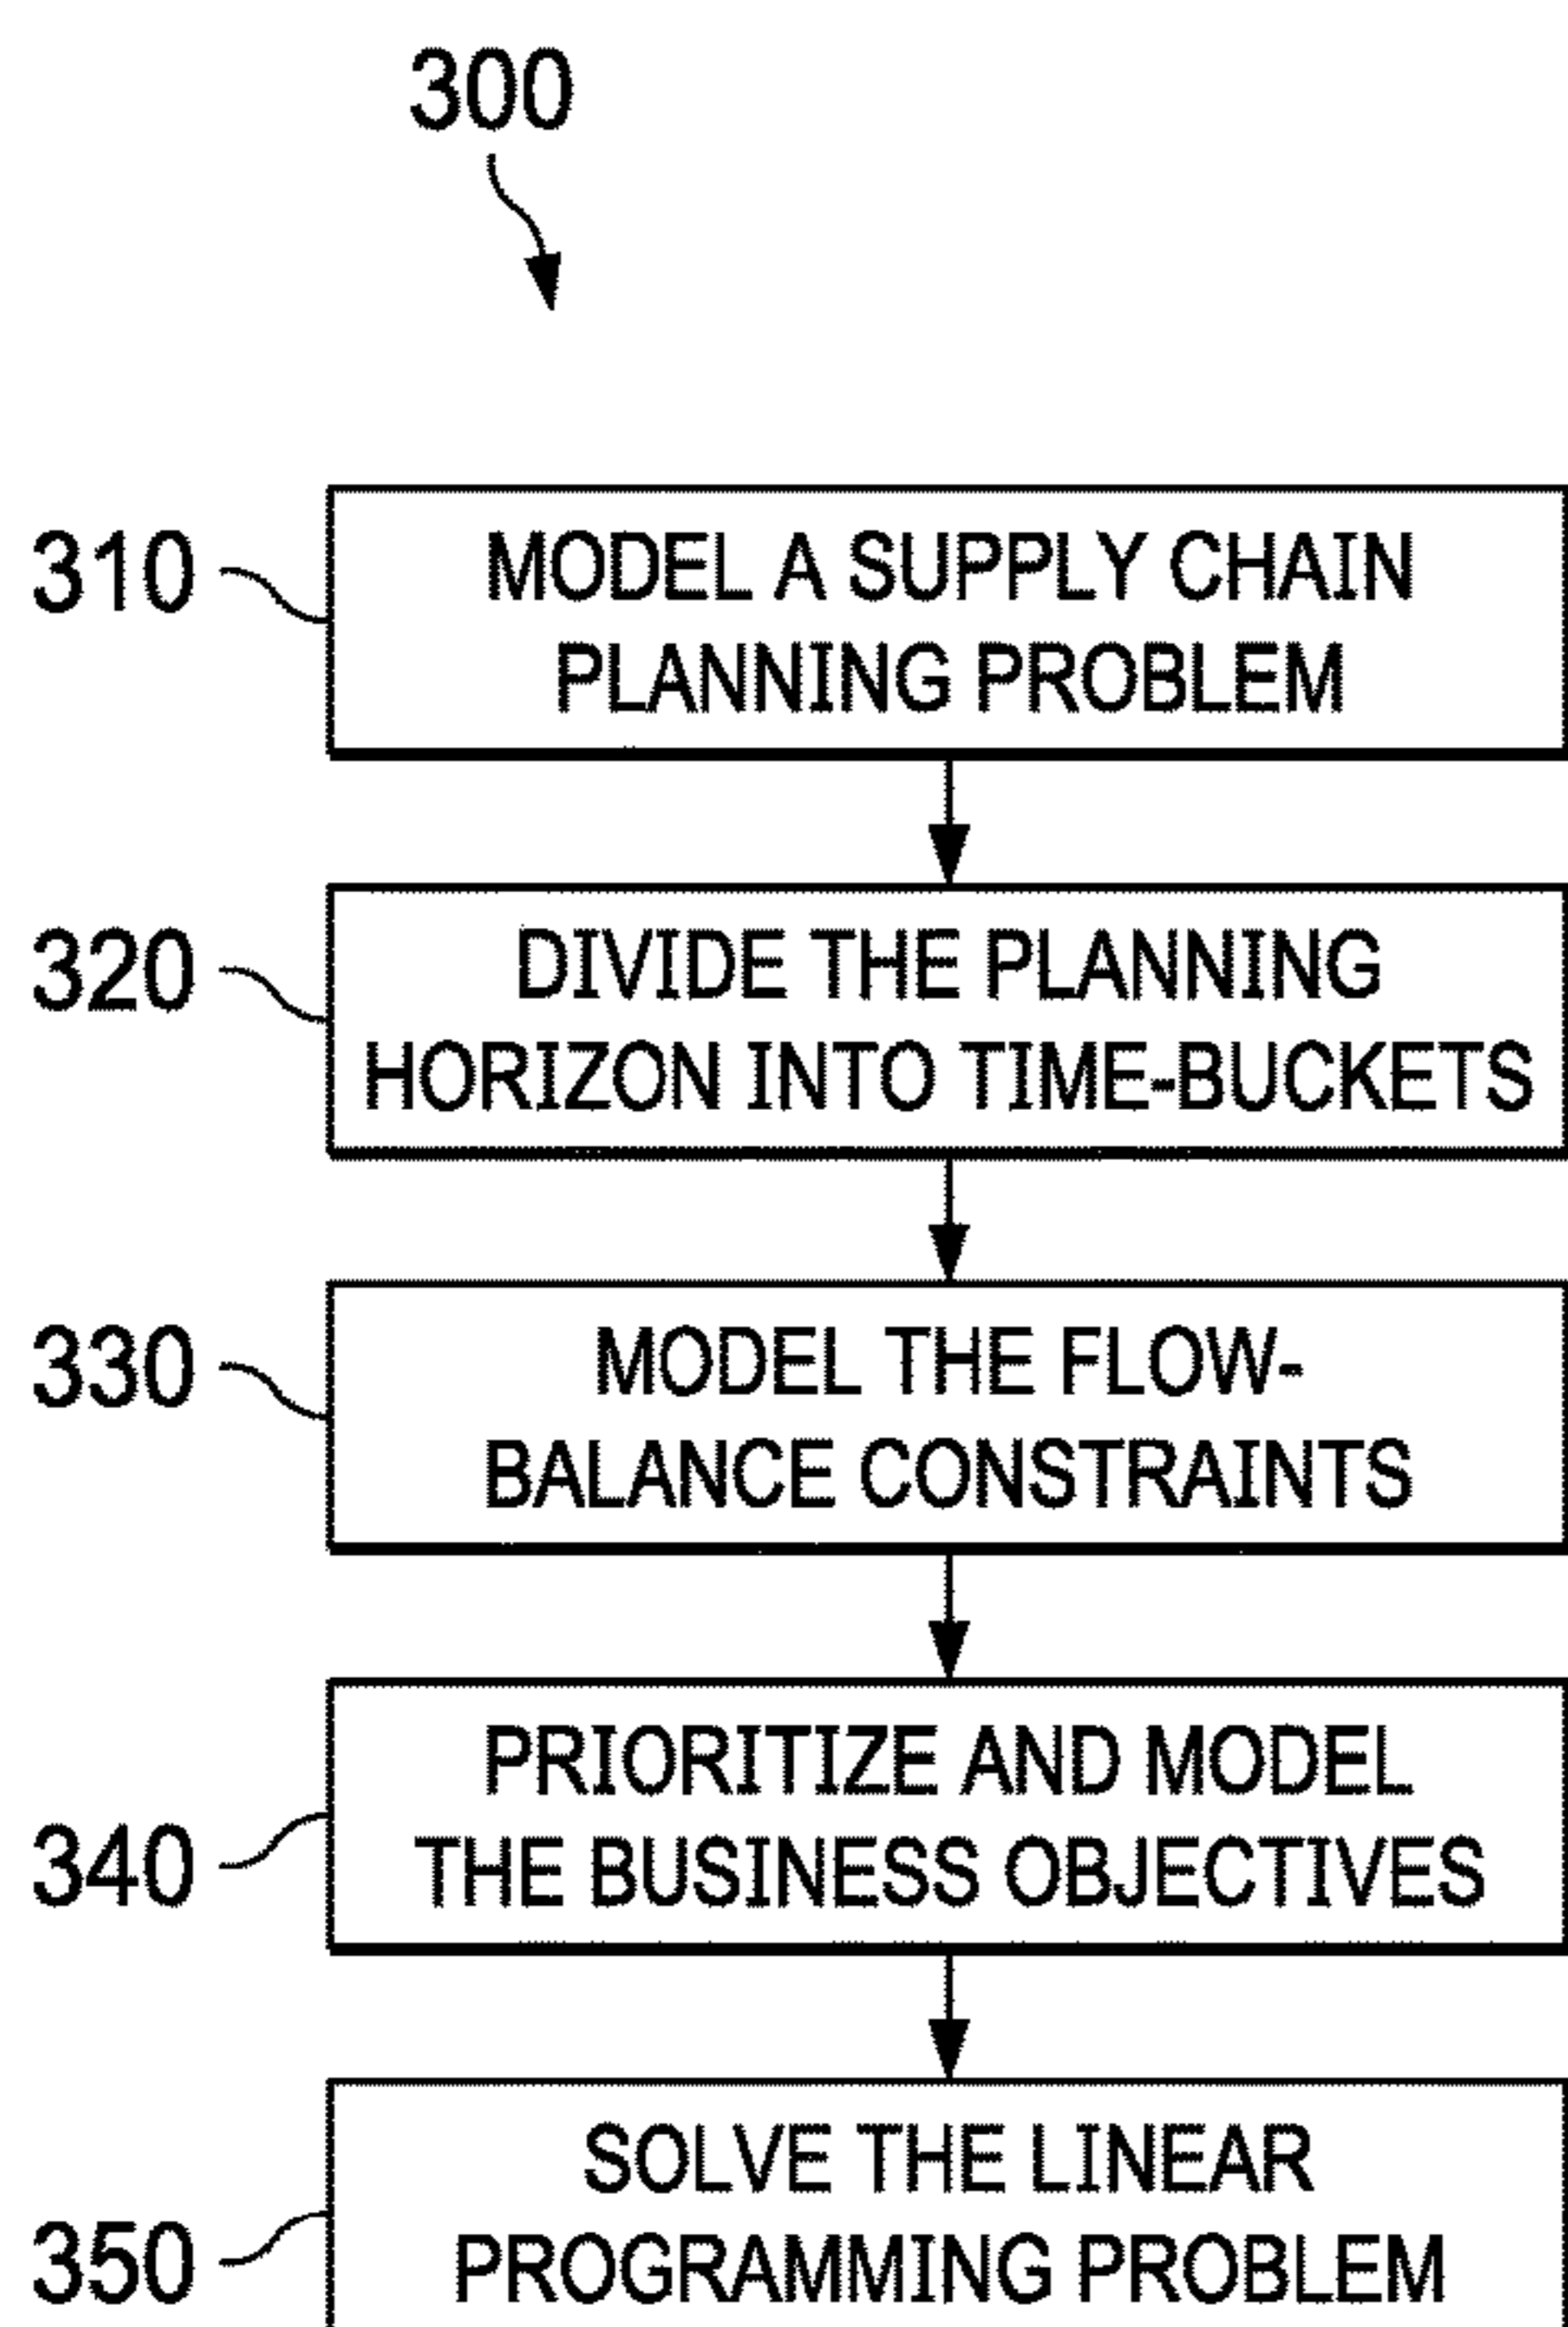 300
310
MODEL A SUPPLY CHAIN
PLANNING PROBLEM
320
DIVIDE THE PLANNING
HORIZON INTO TIME-BUCKETS
330
MODEL THE FLOW-
BALANCE CONSTRAINTS
340
PRIORITIZE AND MODEL
THE BUSINESS OBJECTIVES
350
SOLVE THE LINEAR
PROGRAMMING PROBLEM